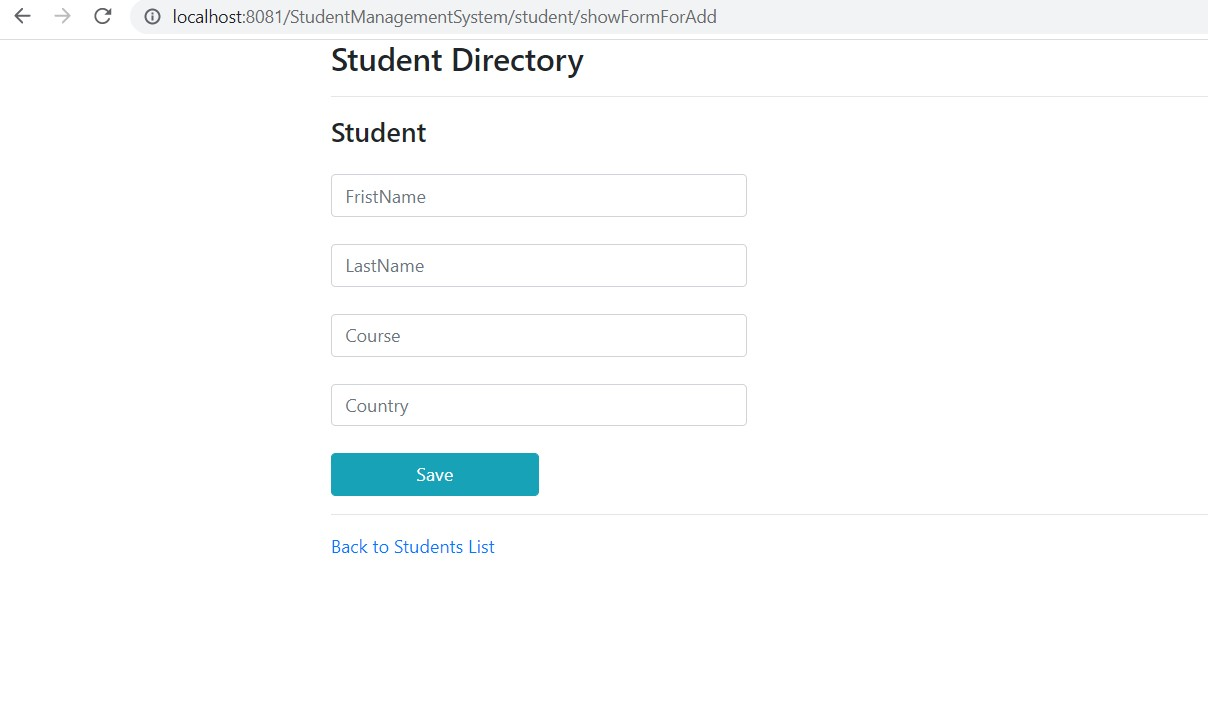 localhost:8081/StudentManagementSystem/student/showFormForAdd
Student Directory
Student
FristName
LastName
Course
Country
Save
Back to Students List